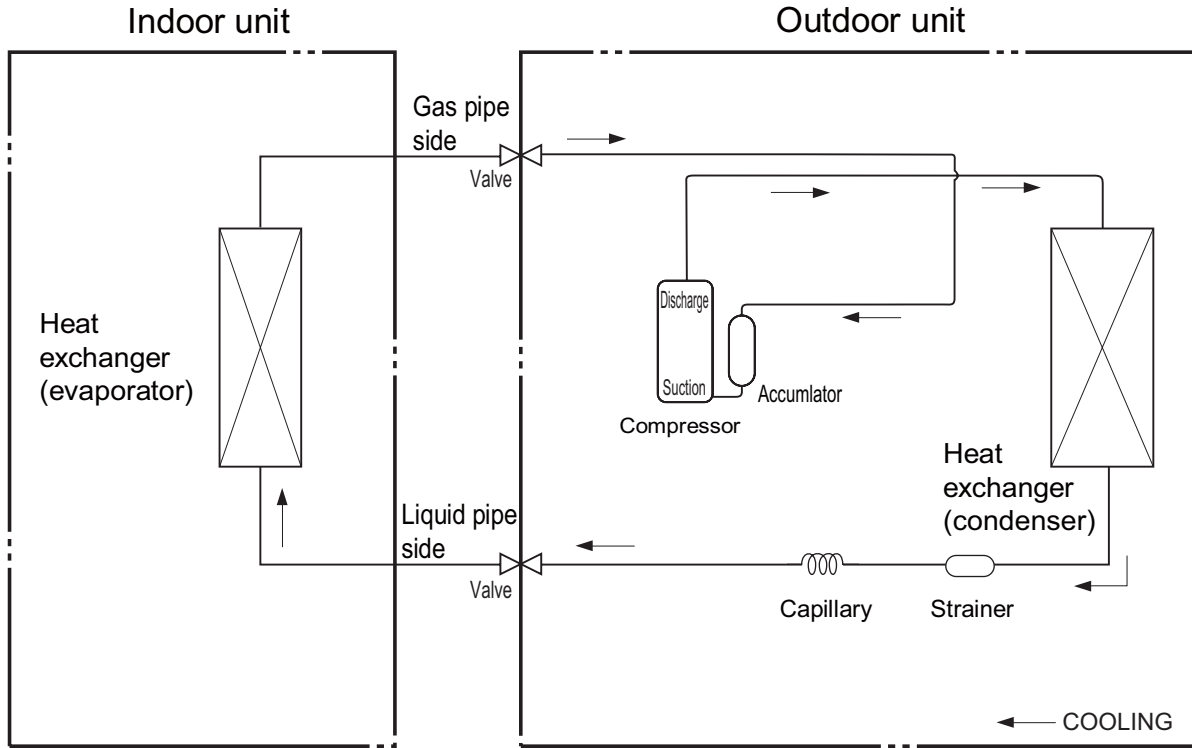 Indoor unit
Outdoor unit
Gas pipe
side
Valve
Discharge
Suction
Accumlator
Compressor
Heat
exchanger
(evaporator)
Heat
exchanger
(condenser)
Liquid pipe
side
Valve
Capillary
Strainer
COOLING